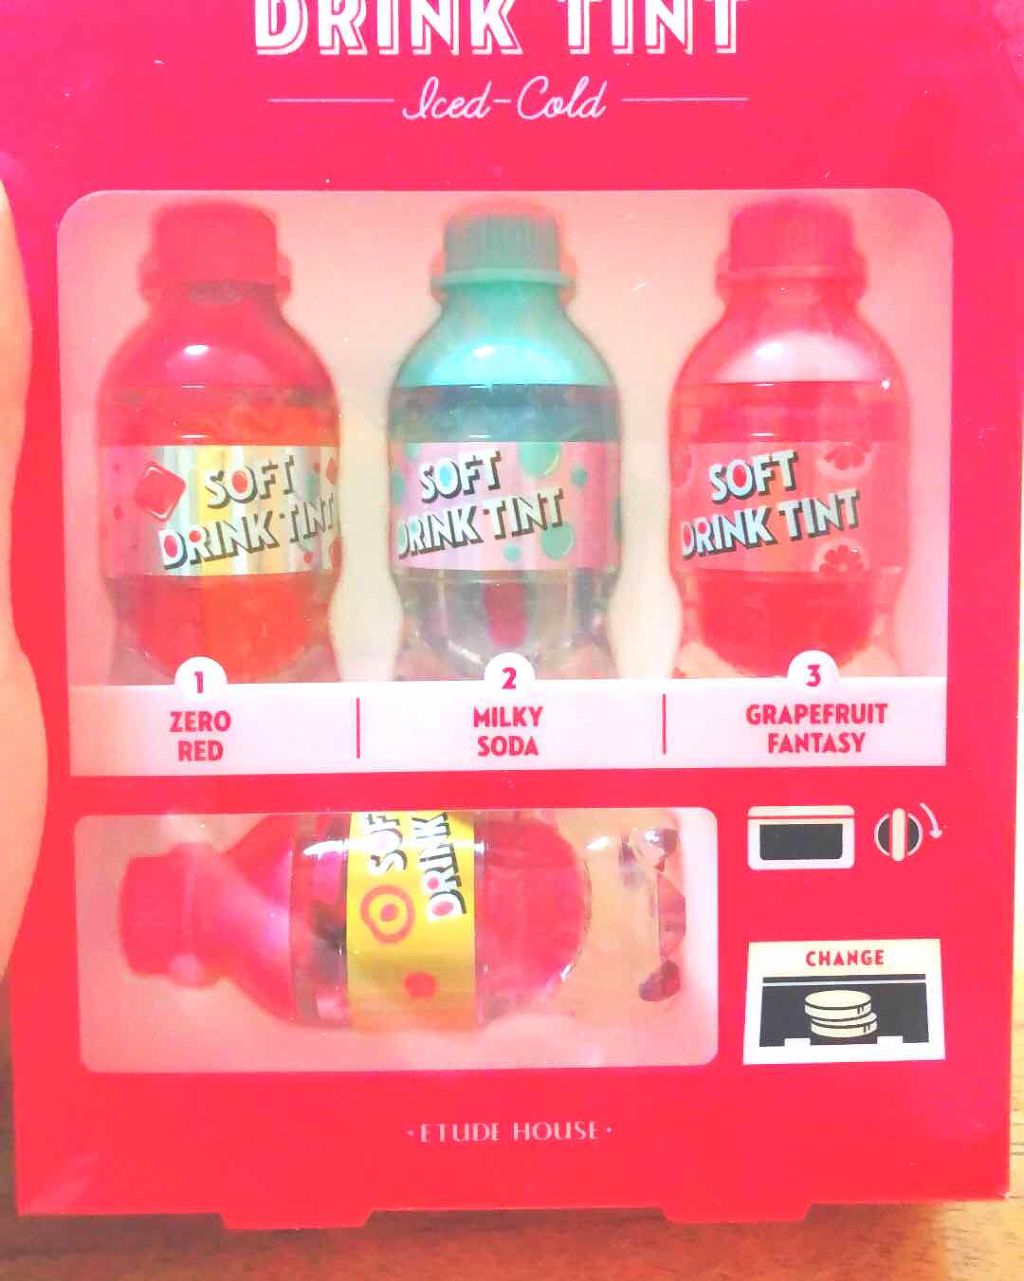 DRINK TINT
Iced-Cold
SOFT
DRINK TINT
SOFT
DRINK TINT
SOFT
DRINK TINT
1
ZERO
RED
2
MILKY
SODA
3
GRAPEFRUIT
FANTASY
SOF
DRINK
CHANGE
·ETUDE HOUSE·